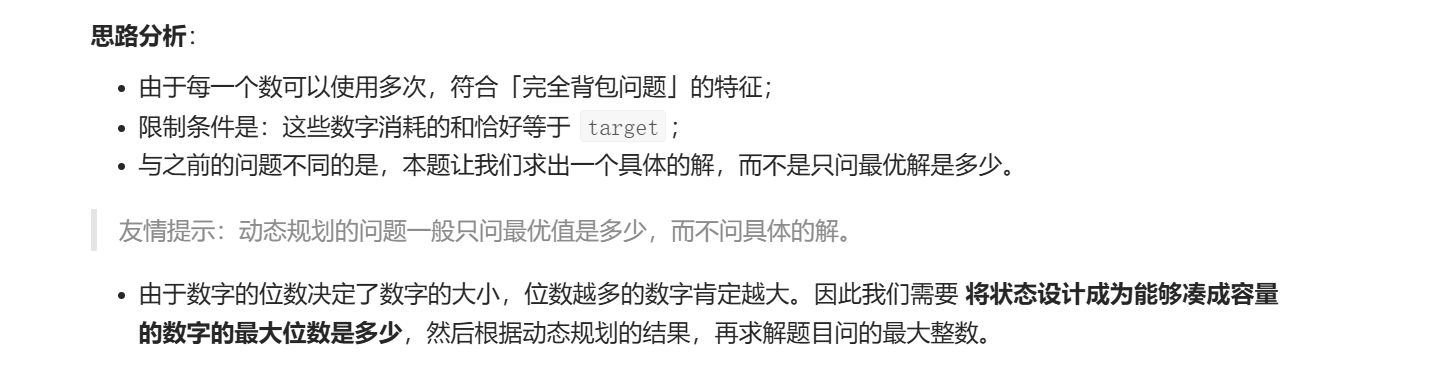 思路分析：
• 由于每一个数可以使用多次，符合「完全背包问题」的特征；
• 限制条件是：这些数字消耗的和恰好等于 target ；
• 与之前的问题不同的是，本题让我们求出一个具体的解，而不是只问最优解是多少。
友情提示：动态规划的问题一般只问最优值是多少，而不问具体的解。
• 由于数字的位数决定了数字的大小，位数越多的数字肯定越大。因此我们需要 将状态设计成为能够凑成容量
的数字的最大位数是多少，然后根据动态规划的结果，再求解题目问的最大整数。